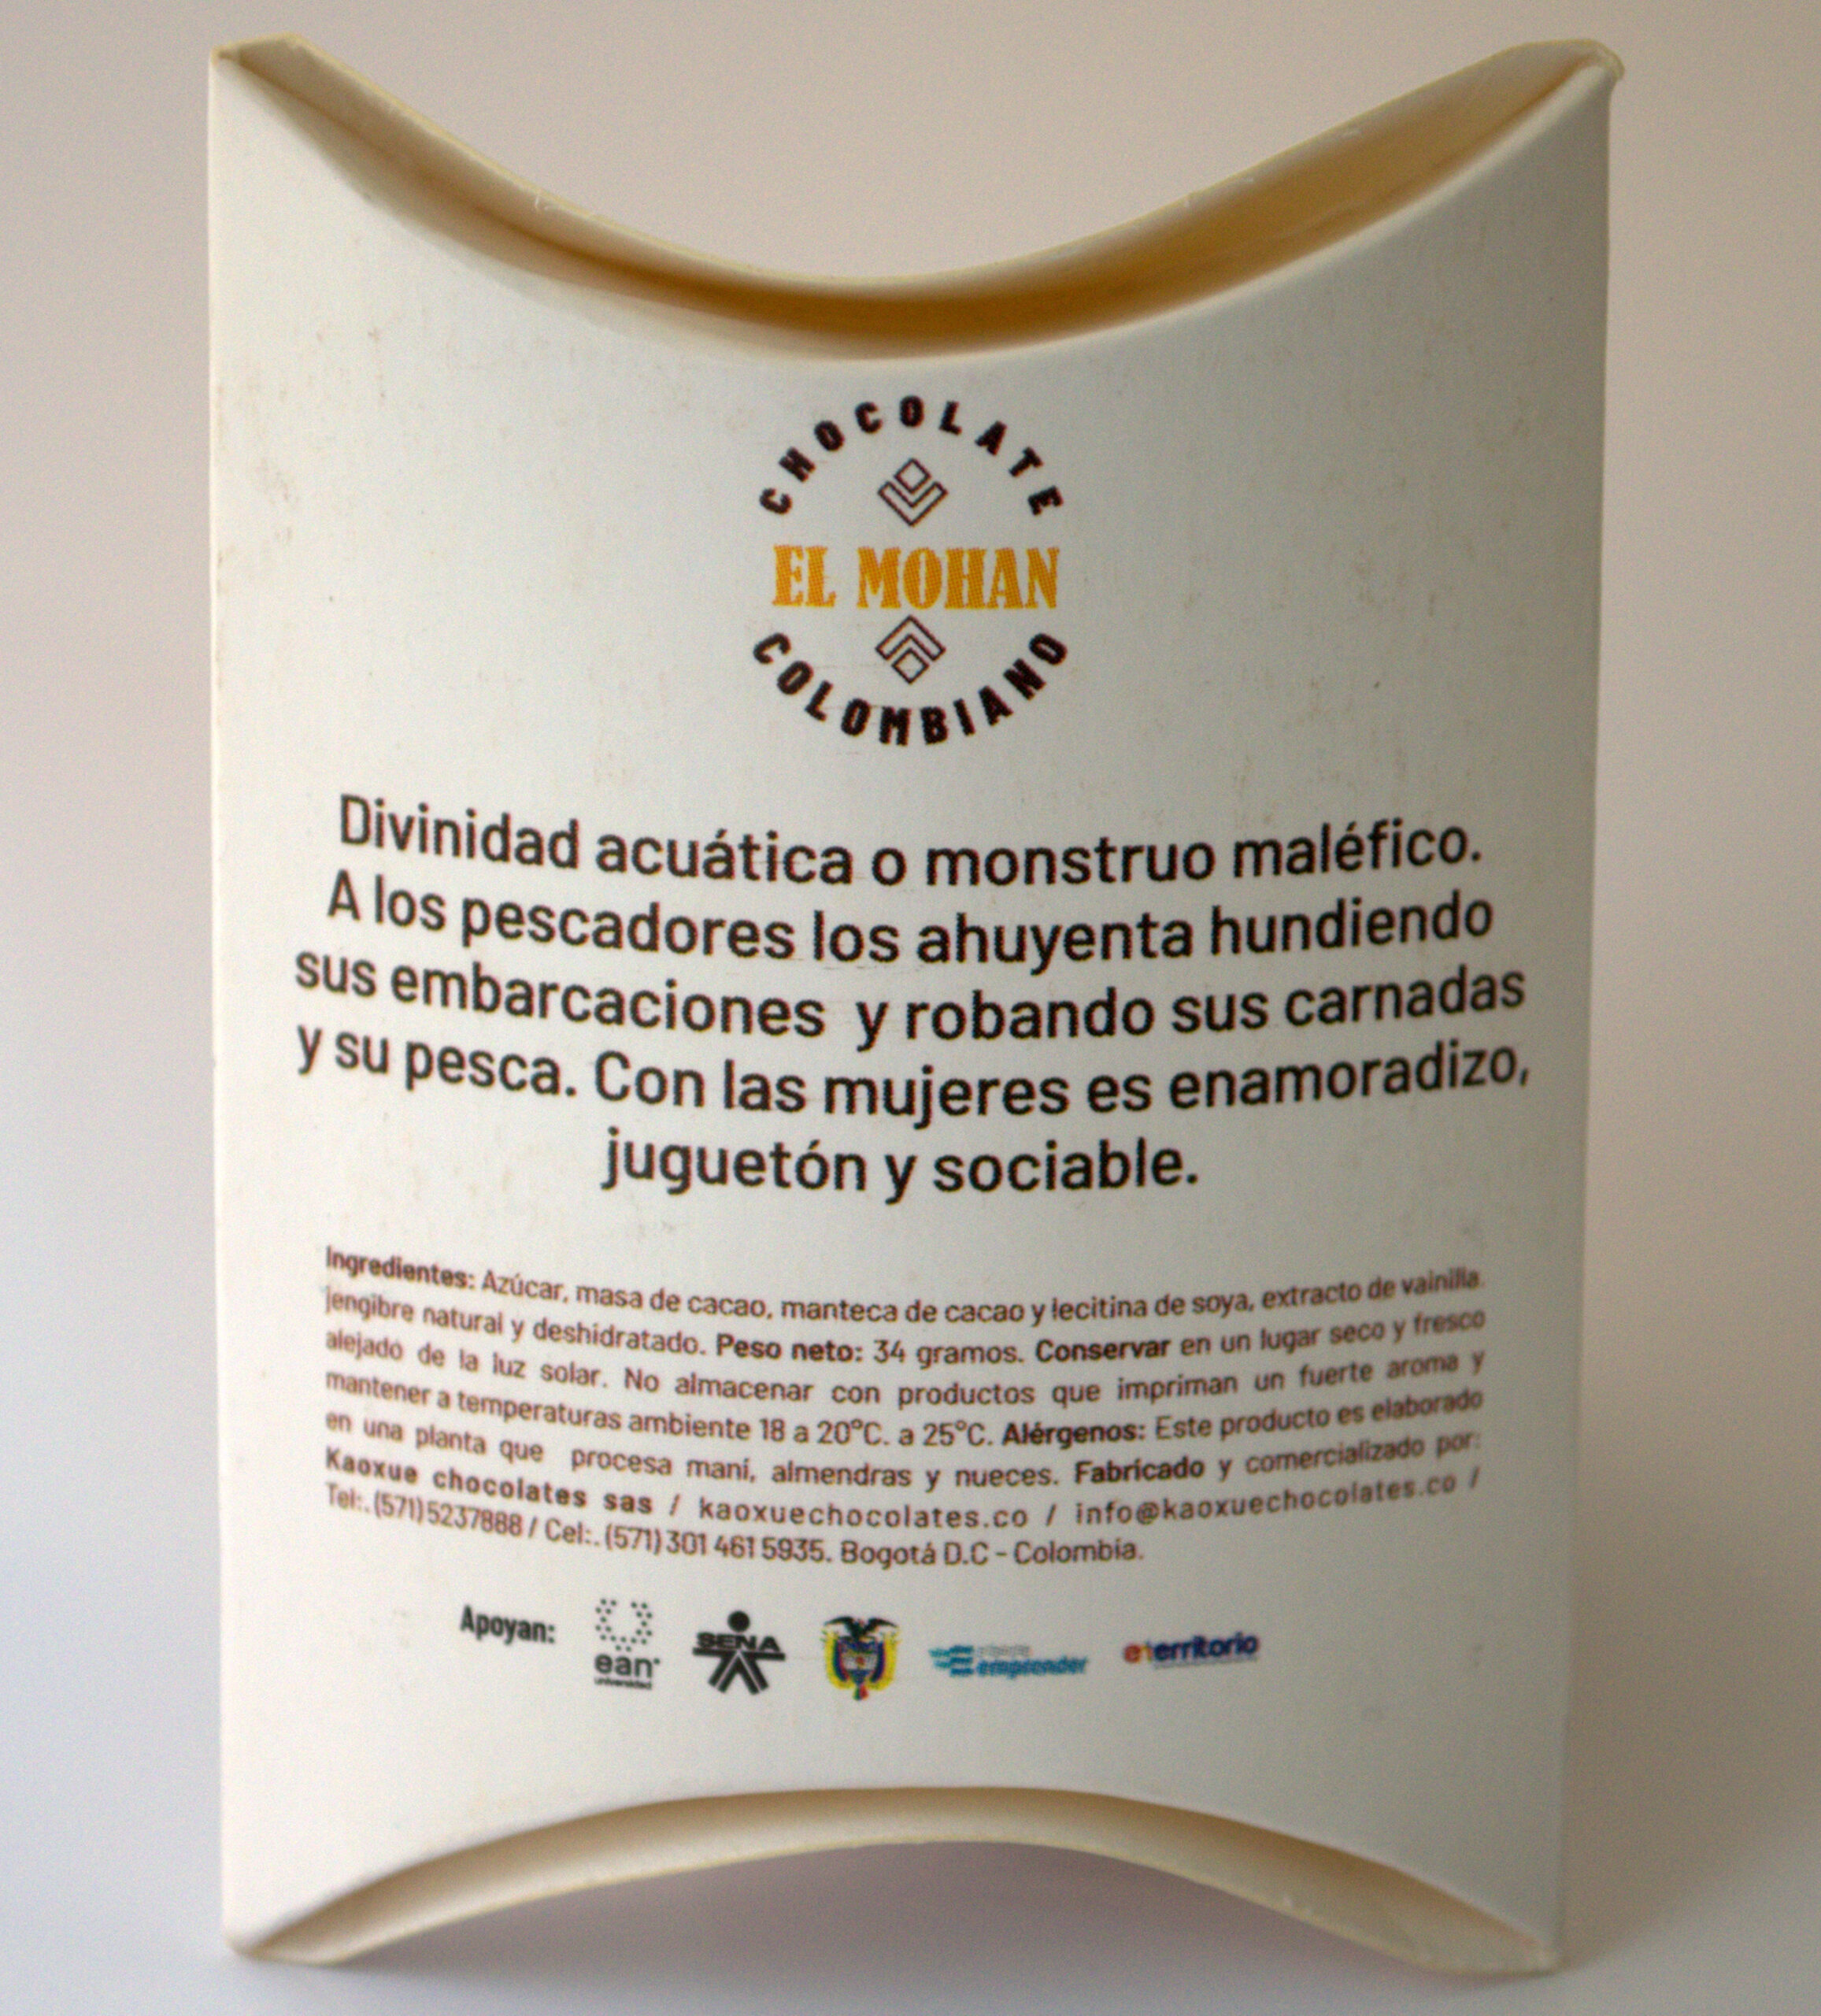 CHOCOLATE
EL MOHAN
COLOMBIANO
Divinidad acuática o monstruo maléfico.
A los pescadores los ahuyenta hundiendo
sus embarcaciones y robando sus carnadas
y su pesca. Con las mujeres es enamoradizo,
juguetón y sociable.
Ingredientes: Azúcar, masa de cacao, manteca de cacao y lecitina de soya, extracto de vainilla.
jengibre natural y deshidratado. Peso neto: 34 gramos. Conservar en un lugar seco y fresco
alejado de la luz solar. No almacenar con productos que impriman un fuerte aroma y
mantener a temperaturas ambiente 18 a 20°C. a 25°C. Alérgenos: Este producto es elaborado
en una planta que procesa maní, almendras y nueces. Fabricado y comercializado por:
Kaoxue chocolates sas / kaoxuechocolates.co / info@kaoxuechocolates.co /
Tel:. (571) 5237888 / Cel:. (571) 301 461 5935. Bogotá D.C - Colombia.
Apoyan:
ean
universidad
SENA
emprender
eterritorio